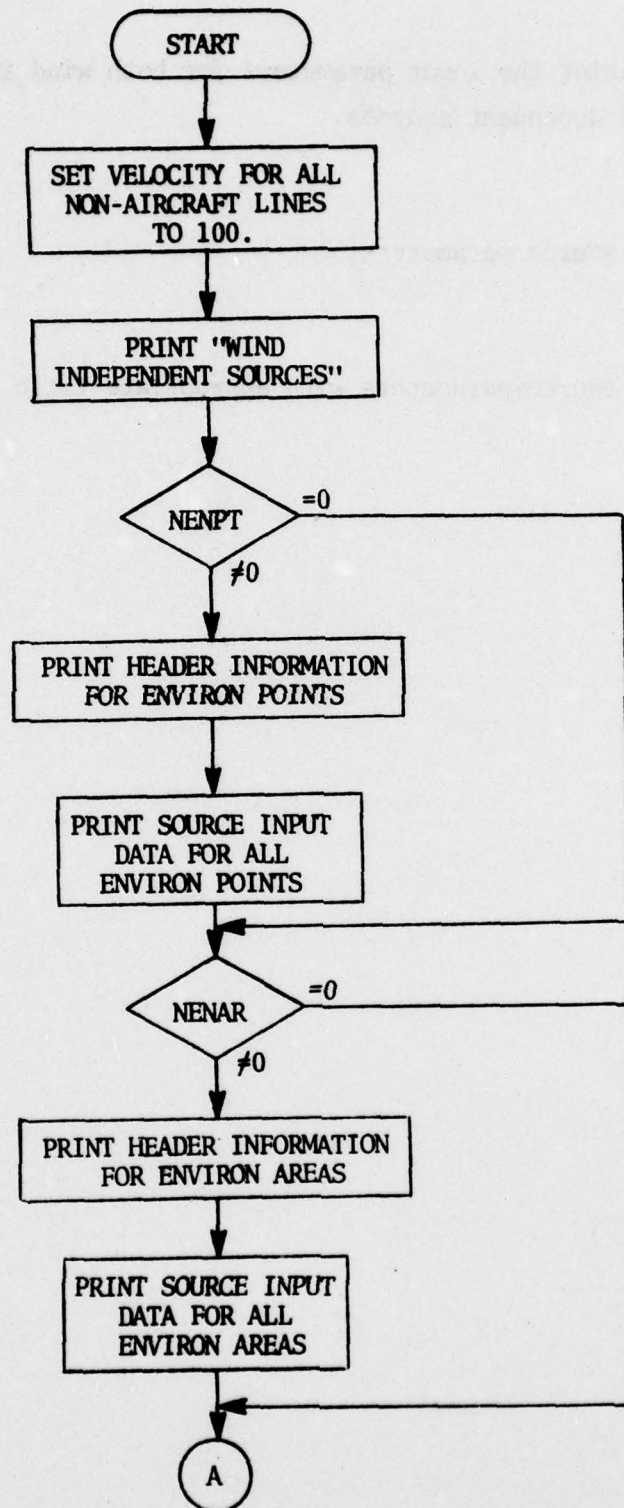 START
SET VELOCITY FOR ALL
NON-AIRCRAFT LINES
TO 100.
PRINT "WIND
INDEPENDENT SOURCES"
NENPT
=0
≠0
PRINT HEADER INFORMATION
FOR ENVIRON POINTS
PRINT SOURCE INPUT
DATA FOR ALL
ENVIRON POINTS
NENAR
=0
≠0
PRINT HEADER INFORMATION
FOR ENVIRON AREAS
PRINT SOURCE INPUT
DATA FOR ALL
ENVIRON AREAS
A